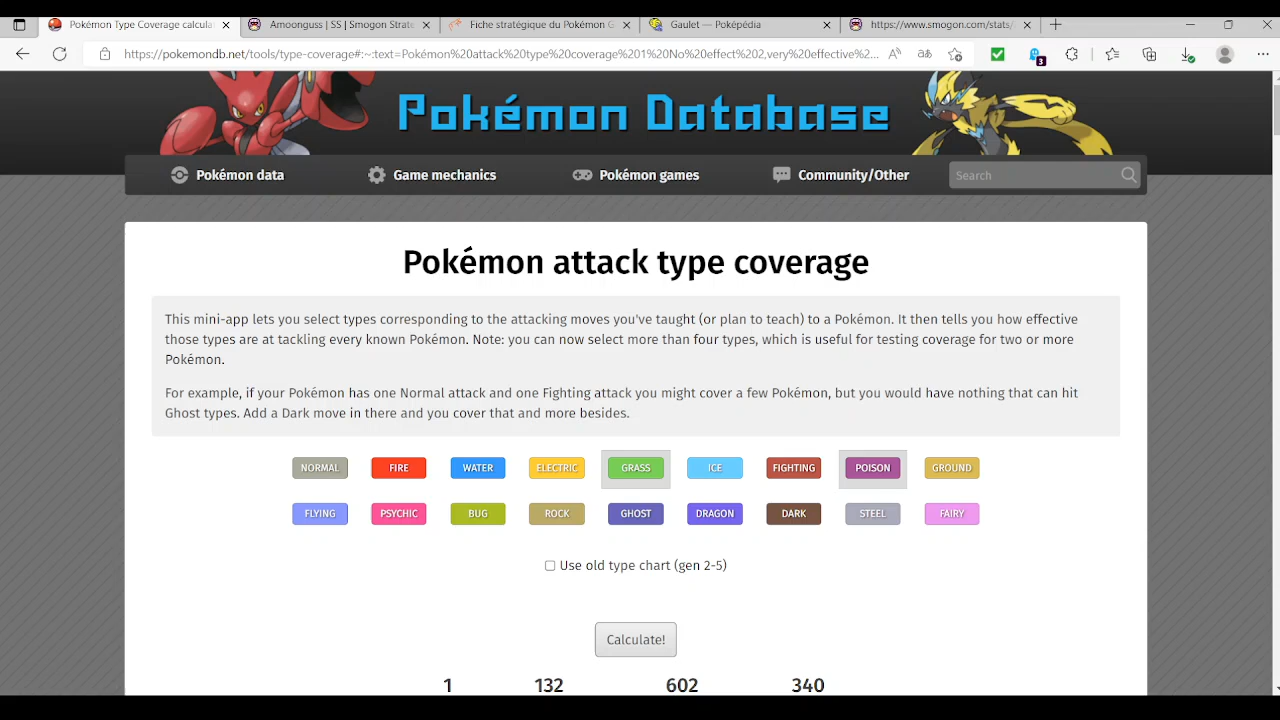 Pokémon Type Coverage calcula
Amoonguss | SS | Smogon Strate
Fiche stratégique du Pokémon G
Gaulet — Poképédia
https://www.smogon.com/stats/
https://pokemondb.net/tools/type-coverage#:~:text=Pokémon%20attack%20type%20coverage%201%20No%20effect%202,very%20effective%...
3
Pokémon Database
Pokémon data
Game mechanics
Pokémon games
Community/Other
Search
Pokémon attack type coverage
This mini-app lets you select types corresponding to the attacking moves you've taught (or plan to teach) to a Pokémon. It then tells you how effective
those types are at tackling every known Pokémon. Note: you can now select more than four types, which is useful for testing coverage for two or more
Pokémon.
For example, if your Pokémon has one Normal attack and one Fighting attack you might cover a few Pokémon, but you would have nothing that can hit
Ghost types. Add a Dark move in there and you cover that and more besides.
NORMAL FIRE WATER ELECTRIC GRASS ICE FIGHTING POISON GROUND
FLYING PSYCHIC BUG ROCK GHOST DRAGON DARK STEEL FAIRY
Use old type chart (gen 2-5)
Calculate!
1 132 602 340